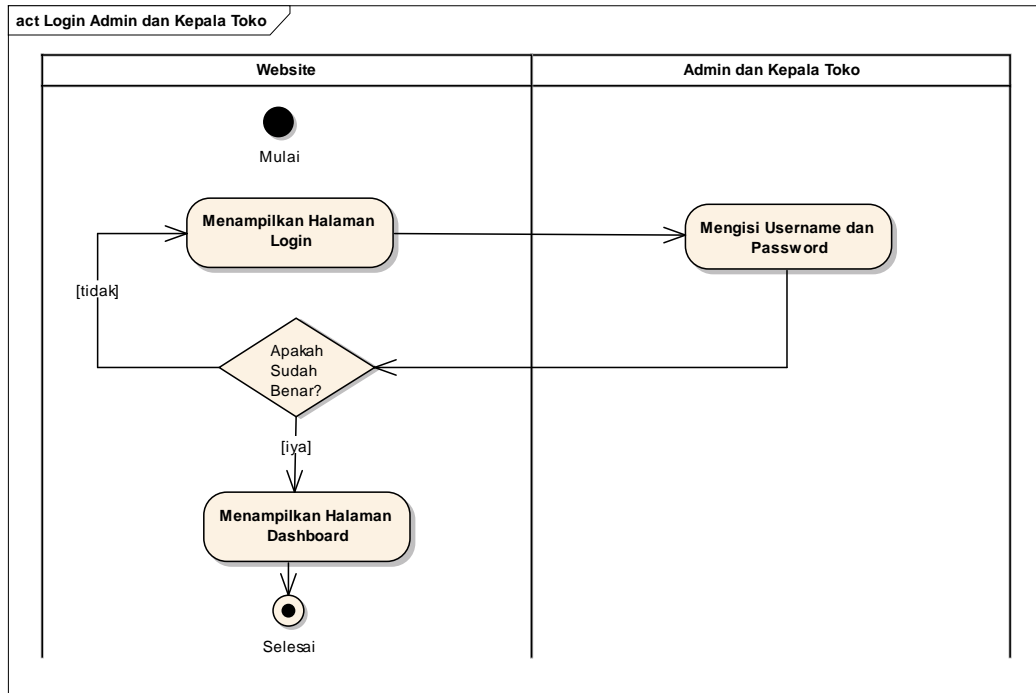 act Login Admin dan Kepala Toko
Website
Admin dan Kepala Toko
Mulai
Menampilkan Halaman
Login
Mengisi Username dan
Password
[tidak]
Apakah
Sudah
Benar?
[iya]
Menampilkan Halaman
Dashboard
Selesai